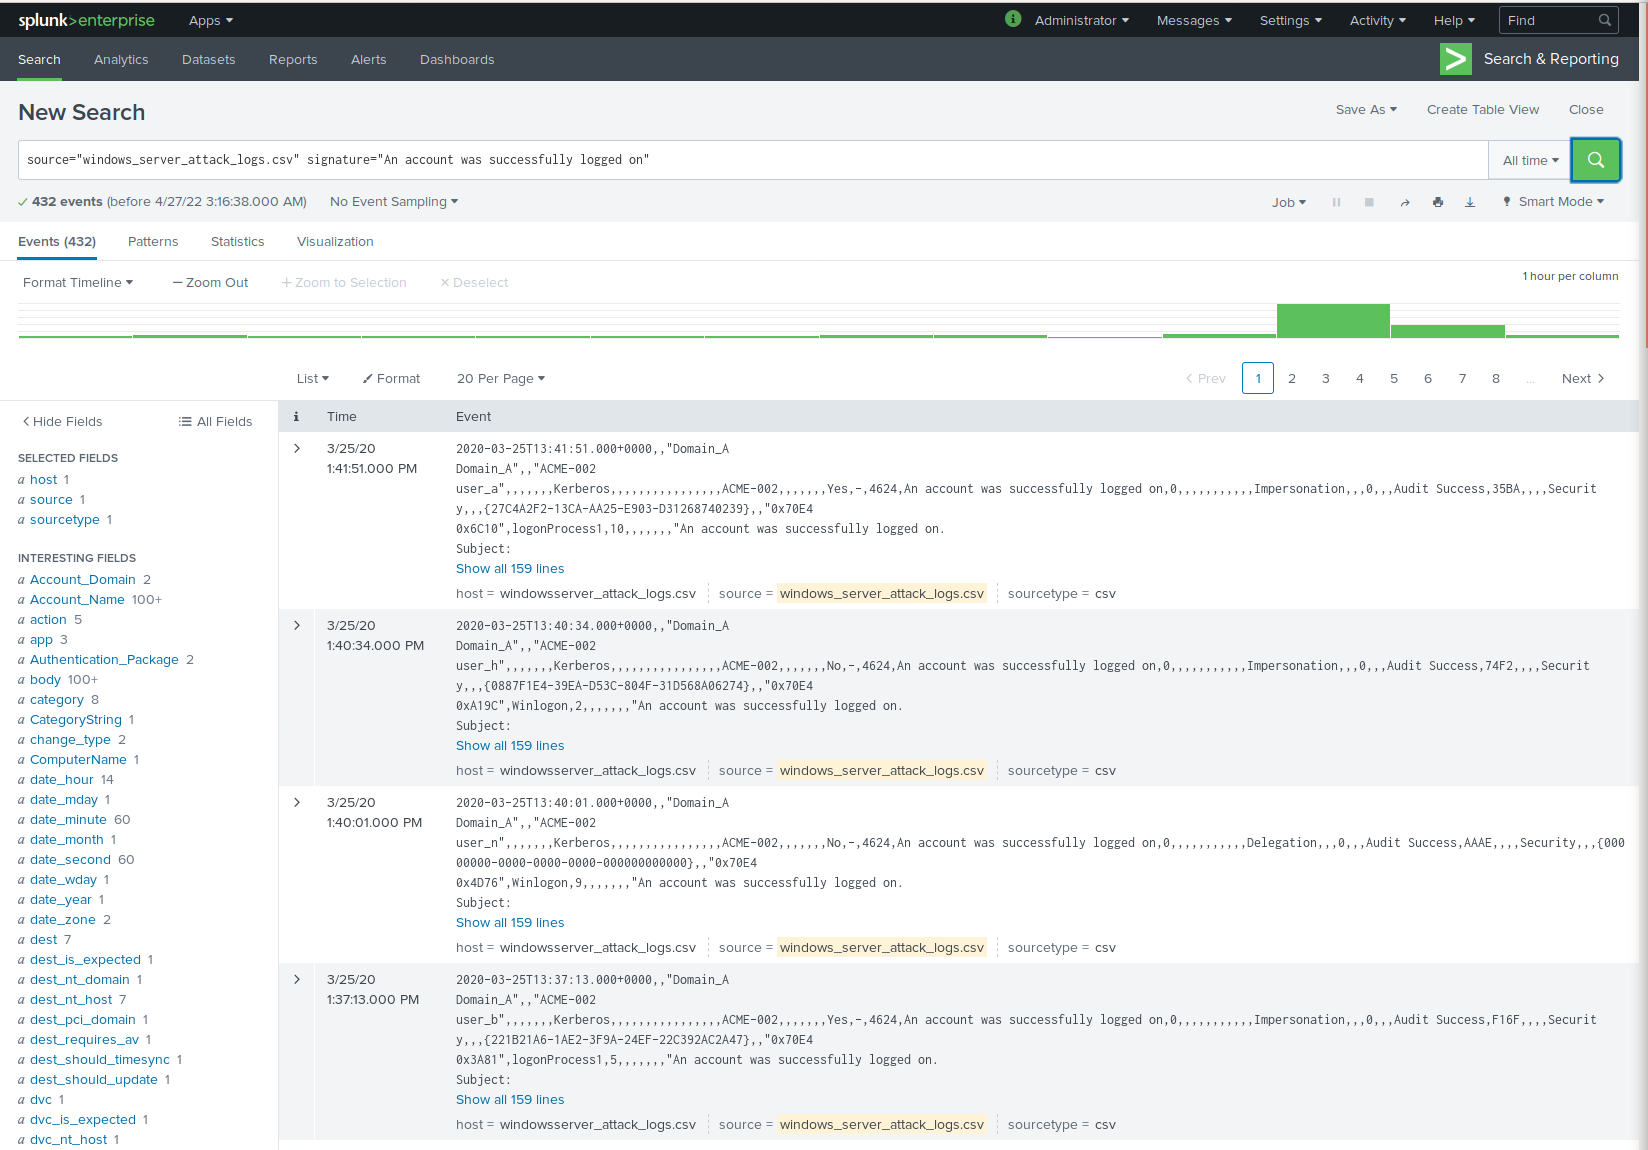 splunk>enterprise Apps Administrator Messages Settings Activity Help Find
Search Analytics Datasets Reports Alerts Dashboards Search & Reporting
New Search Save As Create Table View Close
source="windows_server_attack_logs.csv" signature="An account was successfully logged on" All time
432 events (before 4/27/22 3:16:38.000 AM) No Event Sampling Job Smart Mode
Events (432) Patterns Statistics Visualization
Format Timeline — Zoom Out + Zoom to Selection × Deselect 1 hour per column
List Format 20 Per Page < Prev 1 2 3 4 5 6 7 8 ... Next >
< Hide Fields All Fields
SELECTED FIELDS
a host 1
a source 1
a sourcetype 1
INTERESTING FIELDS
a Account_Domain 2
a Account_Name 100+
a action 5
a app 3
a Authentication_Package 2
a body 100+
a category 8
a CategoryString 1
a change_type 2
a ComputerName 1
a date_hour 14
a date_mday 1
a date_minute 60
a date_month 1
a date_second 60
a date_wday 1
a date_year 1
a date_zone 2
a dest 7
a dest_is_expected 1
a dest_nt_domain 1
a dest_nt_host 7
a dest_pci_domain 1
a dest_requires_av 1
a dest_should_timesync 1
a dest_should_update 1
a dvc 1
a dvc_is_expected 1
a dvc_nt_host 1
i Time Event
> 3/25/20 2020-03-25T13:41:51.000+0000,,"Domain_A
1:41:51.000 PM Domain_A",,"ACME-002
user_a",,,,,,,Kerberos,,,,,,,,,,,,,,,,ACME-002,,,,,,,Yes,-,4624,An account was successfully logged on,0,,,,,,,,,,,Impersonation,,,0,,,Audit Success,35BA,,,,Securit
y,,,{27C4A2F2-13CA-AA25-E903-D31268740239},,"0x70E4
0x6C10",logonProcess1,10,,,,,,,"An account was successfully logged on.
Subject:
Show all 159 lines
host = windowsserver_attack_logs.csv source = windows_server_attack_logs.csv sourcetype = csv
> 3/25/20 2020-03-25T13:40:34.000+0000,,"Domain_A
1:40:34.000 PM Domain_A",,"ACME-002
user_h",,,,,,,Kerberos,,,,,,,,,,,,,,,,ACME-002,,,,,,,No,-,4624,An account was successfully logged on,0,,,,,,,,,,,Impersonation,,,0,,,Audit Success,74F2,,,,Securit
y,,,{0887F1E4-39EA-D53C-804F-31D568A06274},,"0x70E4
0xA19C",Winlogon,2,,,,,,,"An account was successfully logged on.
Subject:
Show all 159 lines
host = windowsserver_attack_logs.csv source = windows_server_attack_logs.csv sourcetype = csv
> 3/25/20 2020-03-25T13:40:01.000+0000,,"Domain_A
1:40:01.000 PM Domain_A",,"ACME-002
user_n",,,,,,,Kerberos,,,,,,,,,,,,,,,,ACME-002,,,,,,,No,-,4624,An account was successfully logged on,0,,,,,,,,,,,Delegation,,,0,,,Audit Success,AAAE,,,,Security,,,{000
00000-0000-0000-0000-000000000000},,"0x70E4
0x4D76",Winlogon,9,,,,,,,"An account was successfully logged on.
Subject:
Show all 159 lines
host = windowsserver_attack_logs.csv source = windows_server_attack_logs.csv sourcetype = csv
> 3/25/20 2020-03-25T13:37:13.000+0000,,"Domain_A
1:37:13.000 PM Domain_A",,"ACME-002
user_b",,,,,,,Kerberos,,,,,,,,,,,,,,,,ACME-002,,,,,,,Yes,-,4624,An account was successfully logged on,0,,,,,,,,,,,Impersonation,,,0,,,Audit Success,F16F,,,,Securit
y,,,{221B21A6-1AE2-3F9A-24EF-22C392AC2A47},,"0x70E4
0x3A81",logonProcess1,5,,,,,,,"An account was successfully logged on.
Subject:
Show all 159 lines
host = windowsserver_attack_logs.csv source = windows_server_attack_logs.csv sourcetype = csv